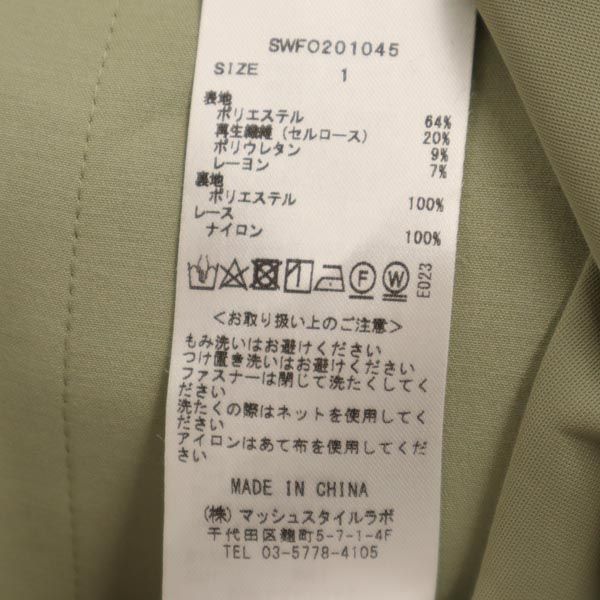 SWFO201045
SIZE 1
表地
ポリエステル 64%
再生繊維(セルロース) 20%
ポリウレタン 9%
レーヨン 7%
裏地
ポリエステル 100%
レース
ナイロン 100%
F W E023
<お取り扱い上のご注意>
もみ洗いはお避けください
つけ置き洗いはお避けください
ファスナーは閉じて洗たくしてく
ださい
洗たくの際はネットを使用してく
ださい
アイロンはあて布を使用してくだ
さい
MADE IN CHINA
(株)マッシュスタイルラボ
千代田区麹町5-7-1-4F
TEL 03-5778-4105